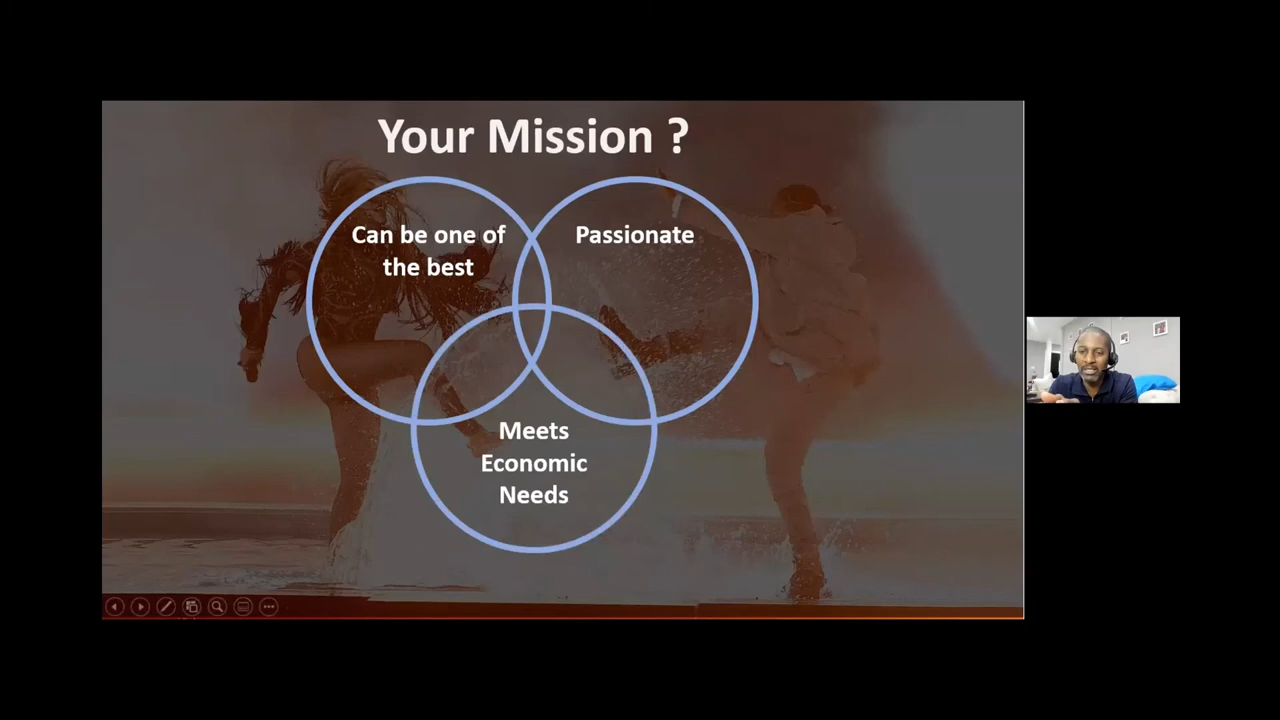 Your Mission ?
Can be one of
the best
Passionate
Meets
Economic
Needs